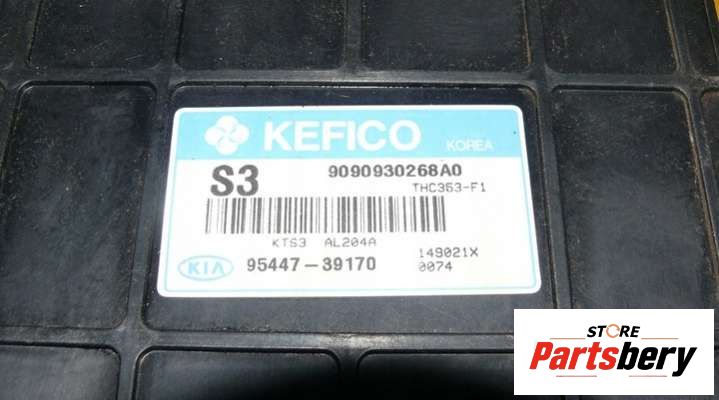 KEFICO KOREA
S3 9090930268A0
THC363-F1
KTS3 AL204A
KIA 95447-39170 149021X
0074
STORE
Partsbery